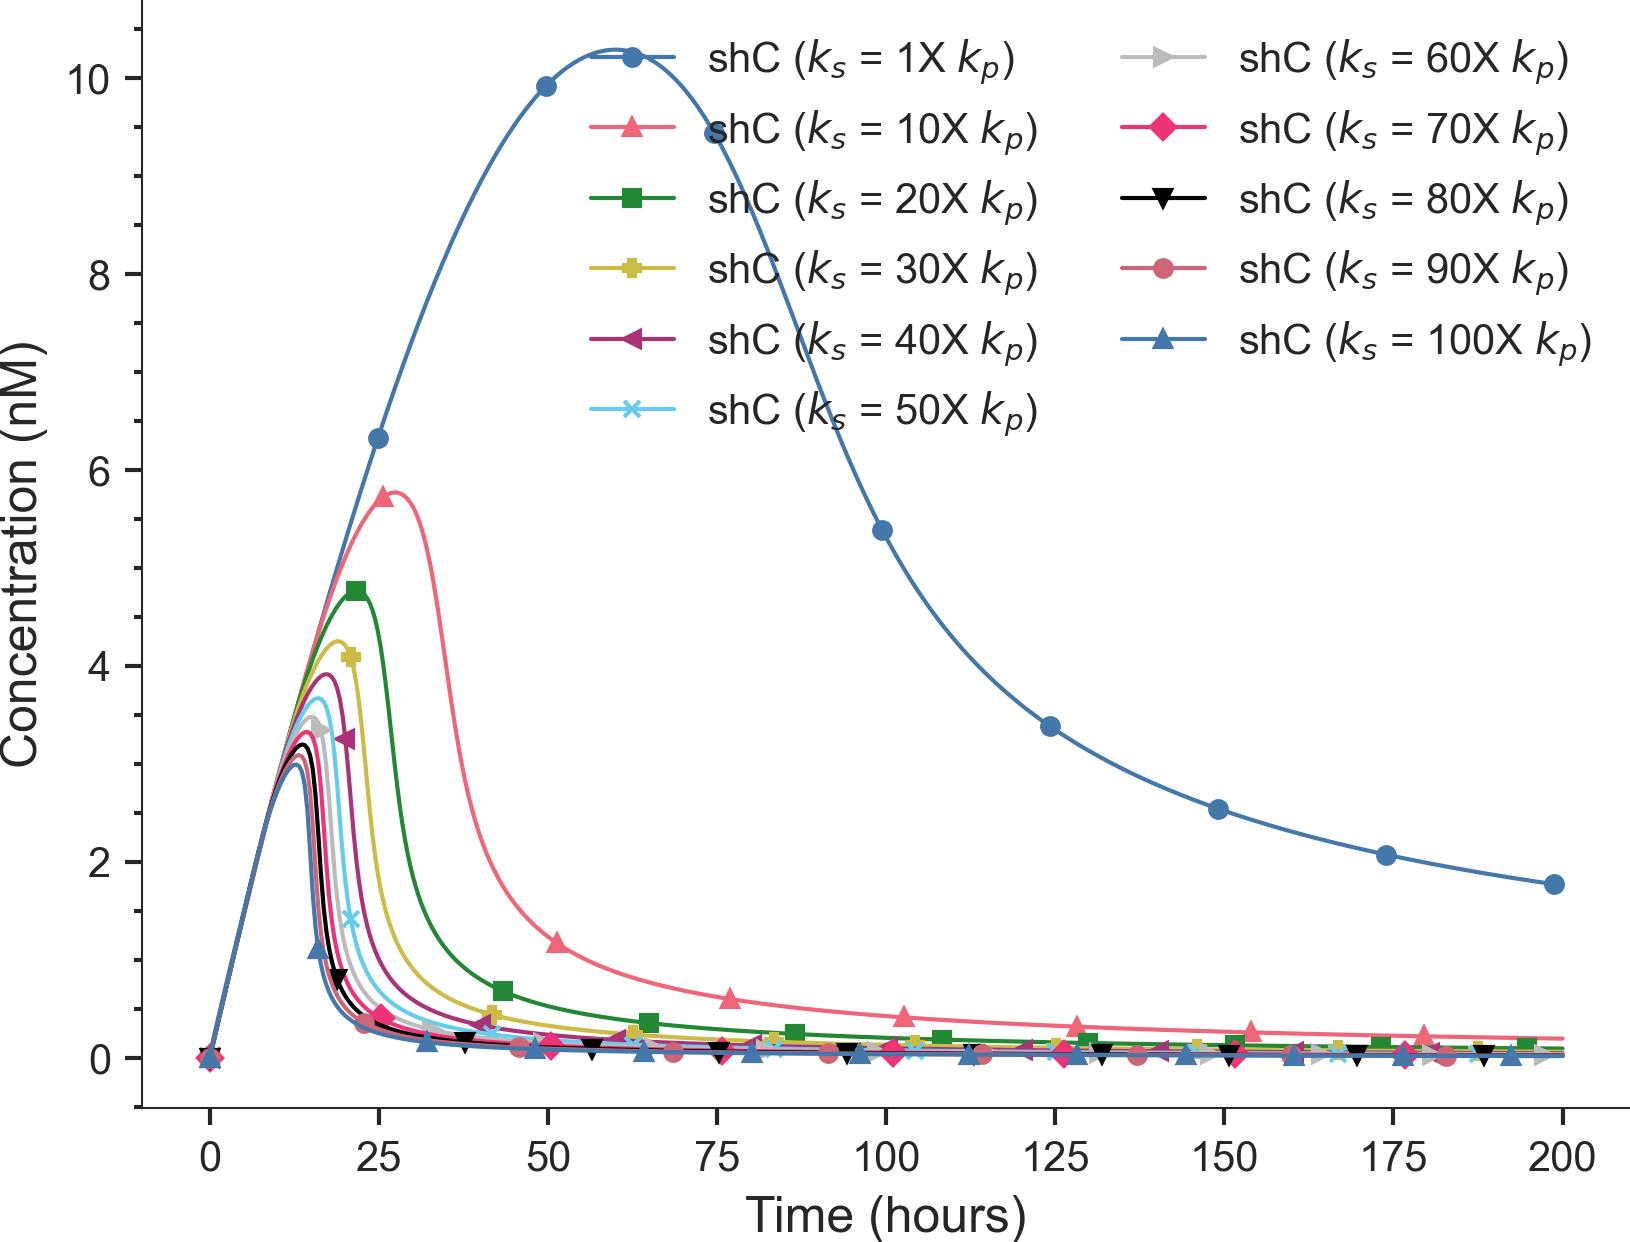 Concentration (nM)
10
8
6
4
2
0
shC (kₛ = 1X kₚ)
shC (kₛ = 10X kₚ)
shC (kₛ = 20X kₚ)
shC (kₛ = 30X kₚ)
shC (kₛ = 40X kₚ)
shC (kₛ = 50X kₚ)
shC (kₛ = 60X kₚ)
shC (kₛ = 70X kₚ)
shC (kₛ = 80X kₚ)
shC (kₛ = 90X kₚ)
shC (kₛ = 100X kₚ)
0 25 50 75 100 125 150 175 200
Time (hours)